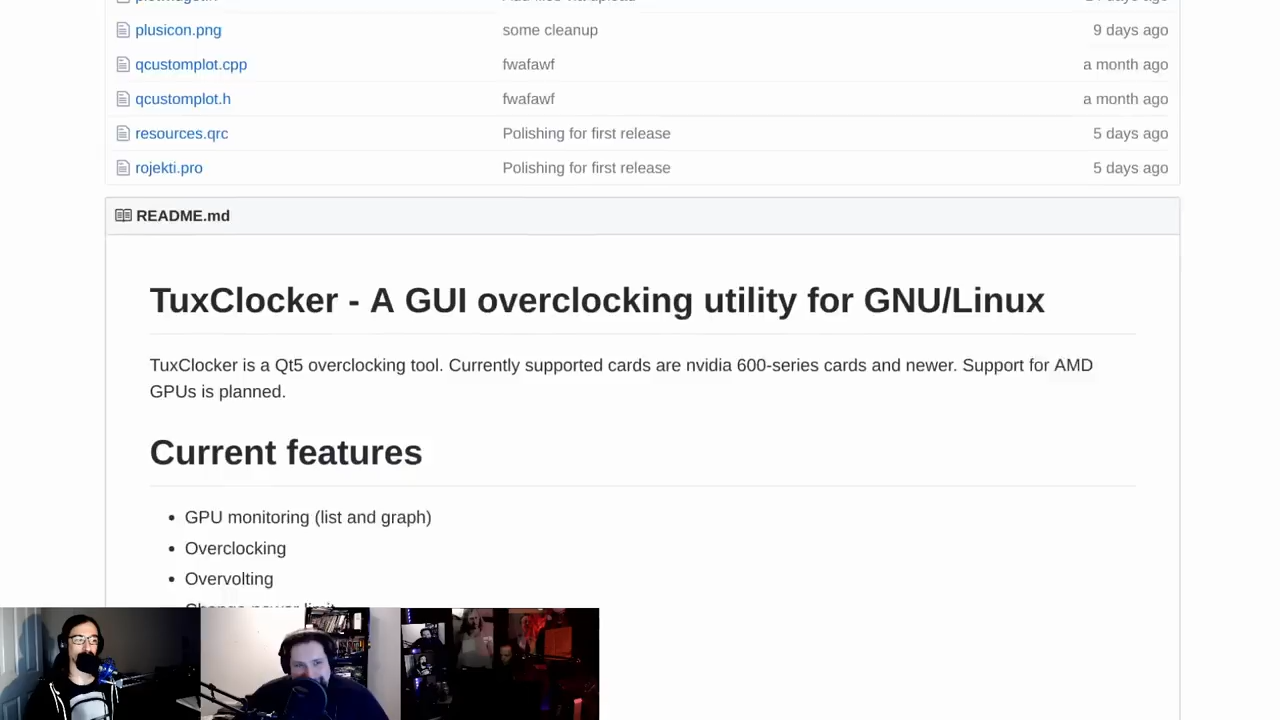 plusicon.png some cleanup 9 days ago
qcustomplot.cpp fwafawf a month ago
qcustomplot.h fwafawf a month ago
resources.qrc Polishing for first release 5 days ago
rojekti.pro Polishing for first release 5 days ago
README.md
TuxClocker - A GUI overclocking utility for GNU/Linux
TuxClocker is a Qt5 overclocking tool. Currently supported cards are nvidia 600-series cards and newer. Support for AMD
GPUs is planned.
Current features
GPU monitoring (list and graph)
Overclocking
Overvolting